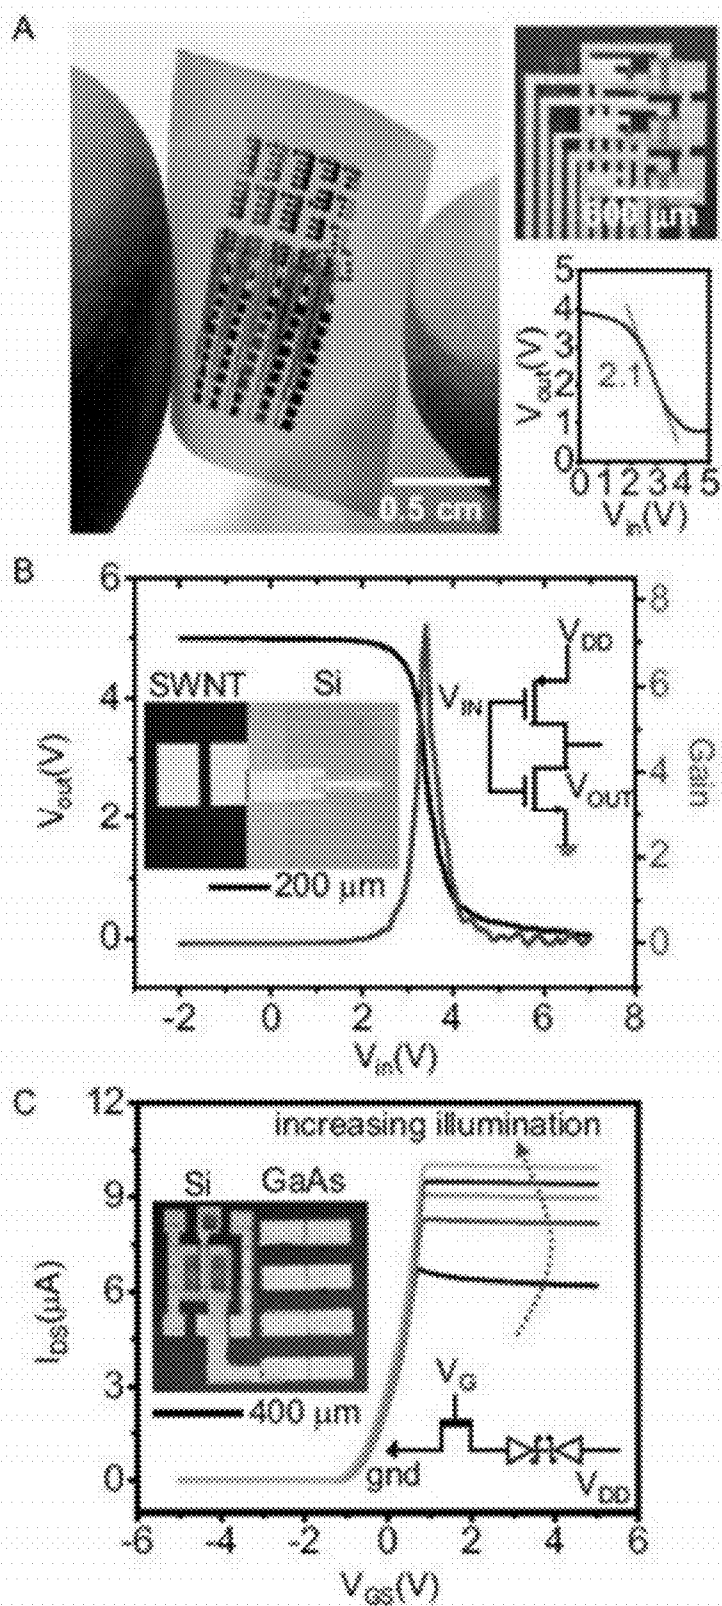 A
0.5 cm
600 μm
5
4
3
2
1
0
V_out(V)
2.1
0 1 2 3 4 5
V_in(V)
B
6
4
2
0
V_out(V)
8
6
4
2
0
Gain
SWNT Si
200 μm
V_DD
V_IN
V_OUT
-2 0 2 4 6 8
V_in(V)
C
12
9
6
3
0
I_DS(μA)
increasing illumination
Si GaAs
400 μm
V_G
gnd
V_DD
-6 -4 -2 0 2 4 6
V_GS(V)